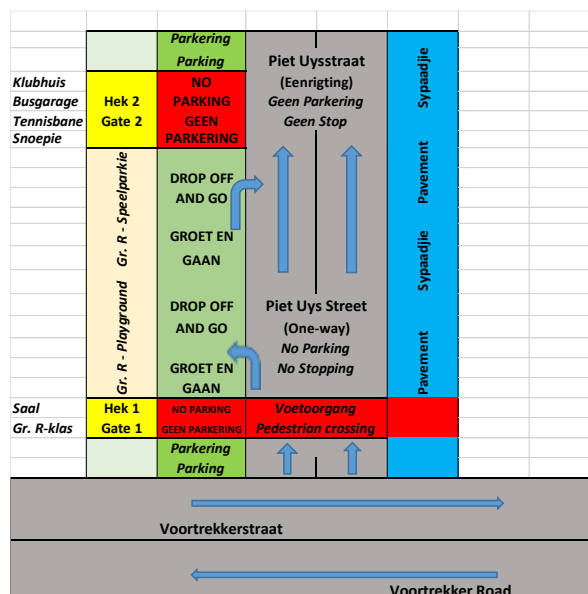 Parkering
Parking
Piet Uysstraat
(Eenrigting)
Geen Parkering
Geen Stop
Sypaadjie
Klubhuis
Busgarage
Tennisbane
Snoepie
Hek 2
Gate 2
NO
PARKING
GEEN
PARKERING
Gr. R - Speelparkie
DROP OFF
AND GO
GROET EN
GAAN
Pavement
Sypaadjie
Gr. R - Playground
DROP OFF
AND GO
GROET EN
GAAN
Piet Uys Street
(One-way)
No Parking
No Stopping
Pavement
Saal
Gr. R-klas
Hek 1
Gate 1
NO PARKING
GEEN PARKERING
Voetoorgang
Pedestrian crossing
Parkering
Parking
Voortrekkerstraat
Voortrekker Road